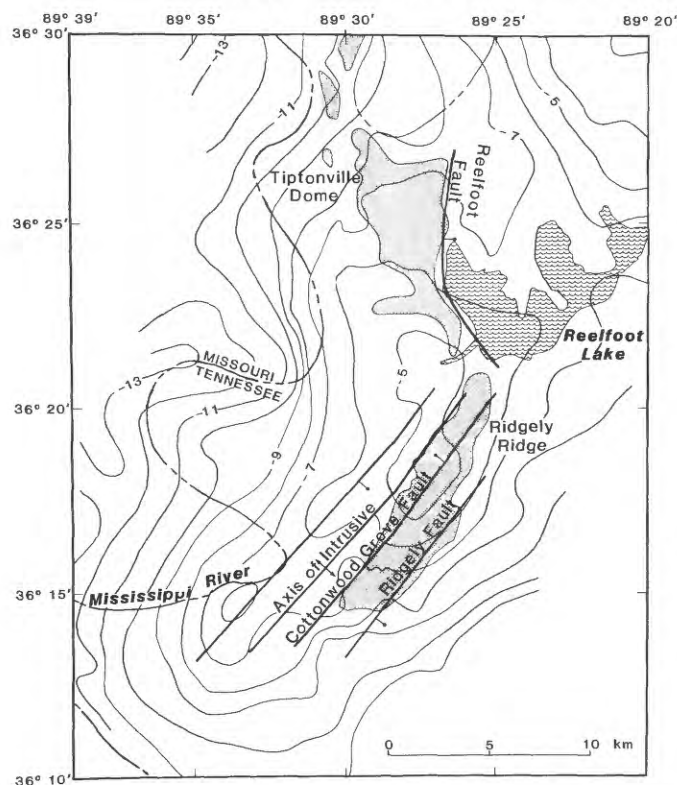 89° 39' 89° 35' 89° 30' 89° 25' 89° 20'
36° 30'
-13
-11
-5
-7
Reelfoot
Fault
Tiptonville
Dome
36° 25'
Reelfoot
Lake
MISSOURI
TENNESSEE
-13
-5
36° 20'
-11
-9
-7
Ridgely
Ridge
Axis of Intrusive
Cottonwood Grove Fault
Ridgely Fault
36° 15'
Mississippi River
0 5 10 km
36° 10'